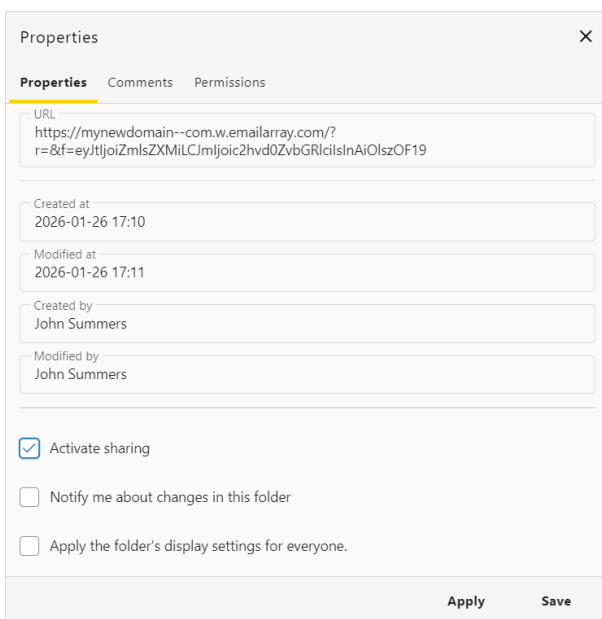 Properties
Properties Comments Permissions
URL
https://mynewdomain--com.w.emailarray.com/?
r=&f=eyJtIjoiZmlsZXMiLCJmIjoic2hvd0ZvbGRlciIsInAiOlszOF19
Created at
2026-01-26 17:10
Modified at
2026-01-26 17:11
Created by
John Summers
Modified by
John Summers
Activate sharing
Notify me about changes in this folder
Apply the folder's display settings for everyone.
Apply Save